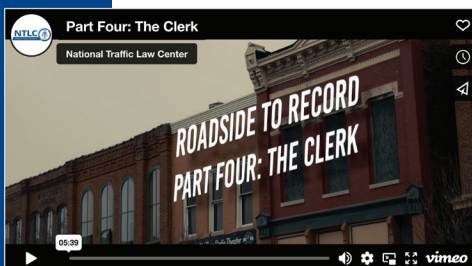 NTLC
Part Four: The Clerk
National Traffic Law Center
ROADSIDE TO RECORD
PART FOUR: THE CLERK
05:39
vimeo